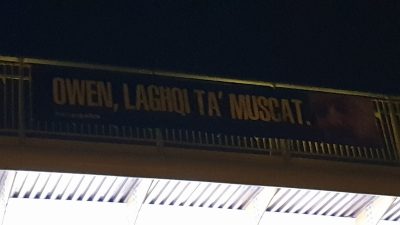 OWEN, LAGĦQI TA' MUSCAT.